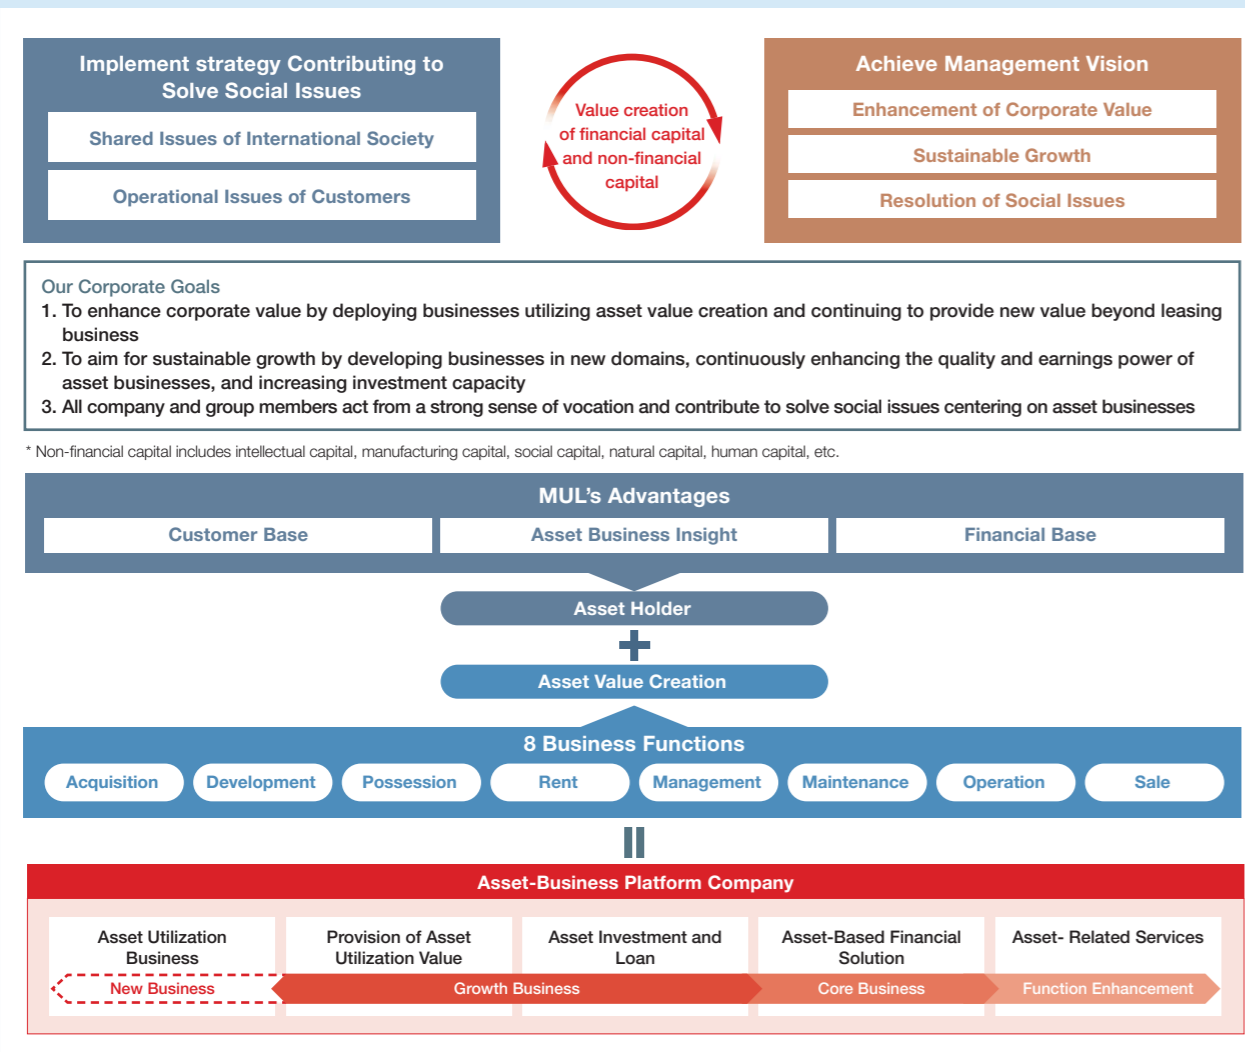 Implement strategy Contributing to
Solve Social Issues
Shared Issues of International Society
Operational Issues of Customers
Value creation
of financial capital
and non-financial
capital
Achieve Management Vision
Enhancement of Corporate Value
Sustainable Growth
Resolution of Social Issues
Our Corporate Goals
1. To enhance corporate value by deploying businesses utilizing asset value creation and continuing to provide new value beyond leasing
business
2. To aim for sustainable growth by developing businesses in new domains, continuously enhancing the quality and earnings power of
asset businesses, and increasing investment capacity
3. All company and group members act from a strong sense of vocation and contribute to solve social issues centering on asset businesses
* Non-financial capital includes intellectual capital, manufacturing capital, social capital, natural capital, human capital, etc.
MUL's Advantages
Customer Base
Asset Business Insight
Financial Base
Asset Holder
+
Asset Value Creation
8 Business Functions
Acquisition
Development
Possession
Rent
Management
Maintenance
Operation
Sale
Asset-Business Platform Company
Asset Utilization
Business
Provision of Asset
Utilization Value
Asset Investment and
Loan
Asset-Based Financial
Solution
Asset- Related Services
New Business
Growth Business
Core Business
Function Enhancement